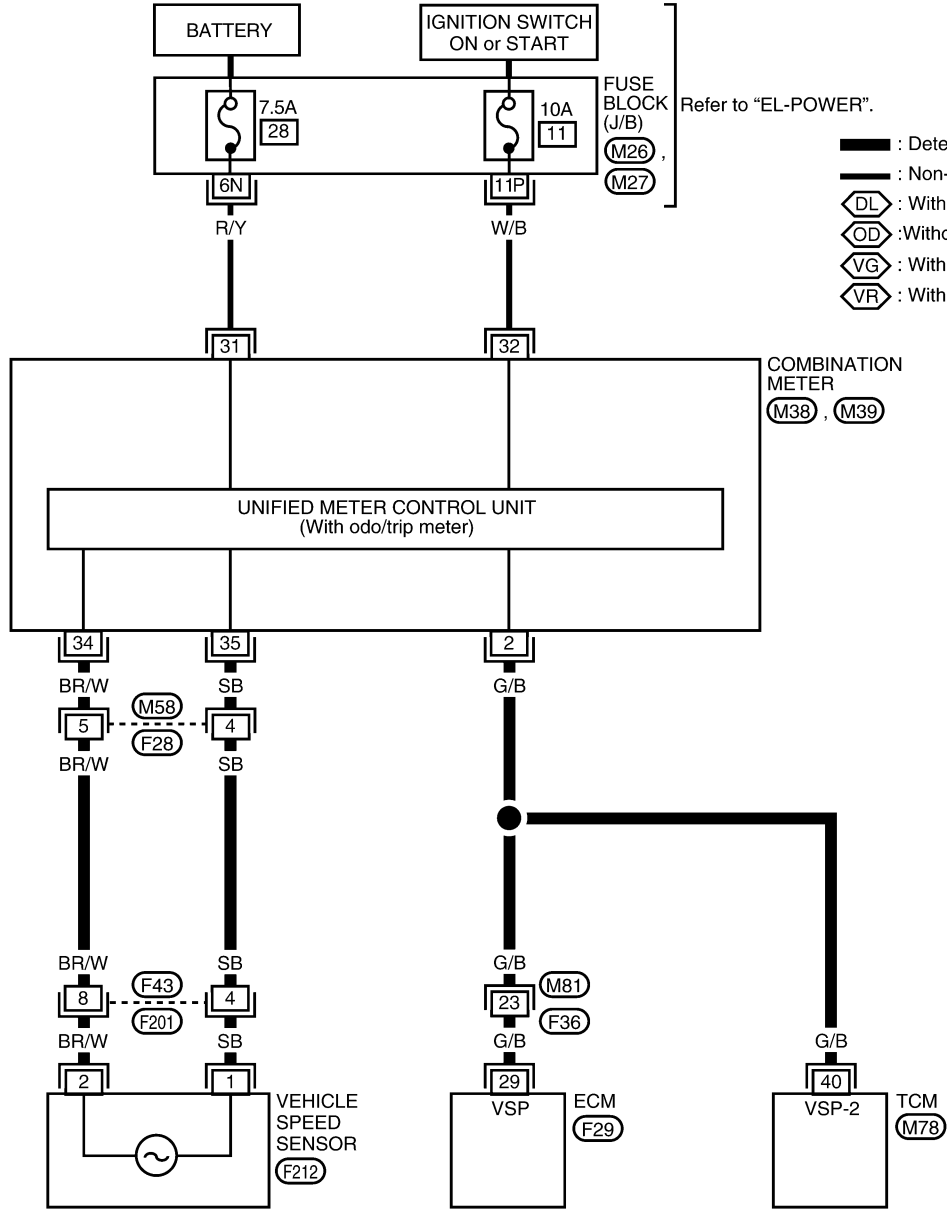 BATTERY
IGNITION SWITCH
ON or START
7.5A
28
10A
11
FUSE
BLOCK
(J/B)
M26 ,
M27
Refer to “EL-POWER”.
: Dete
: Non-
DL : With
OD :Witho
VG : With
VR : With
6N
11P
R/Y
W/B
31
32
COMBINATION
METER
M38 , M39
UNIFIED METER CONTROL UNIT
(With odo/trip meter)
34
35
2
BR/W
SB
G/B
5
M58
F28
4
BR/W
SB
BR/W
SB
G/B
8
F43
F201
4
23
M81
F36
BR/W
SB
G/B
G/B
2
1
29
40
VSP
VSP-2
VEHICLE
SPEED
SENSOR
F212
ECM
F29
TCM
M78